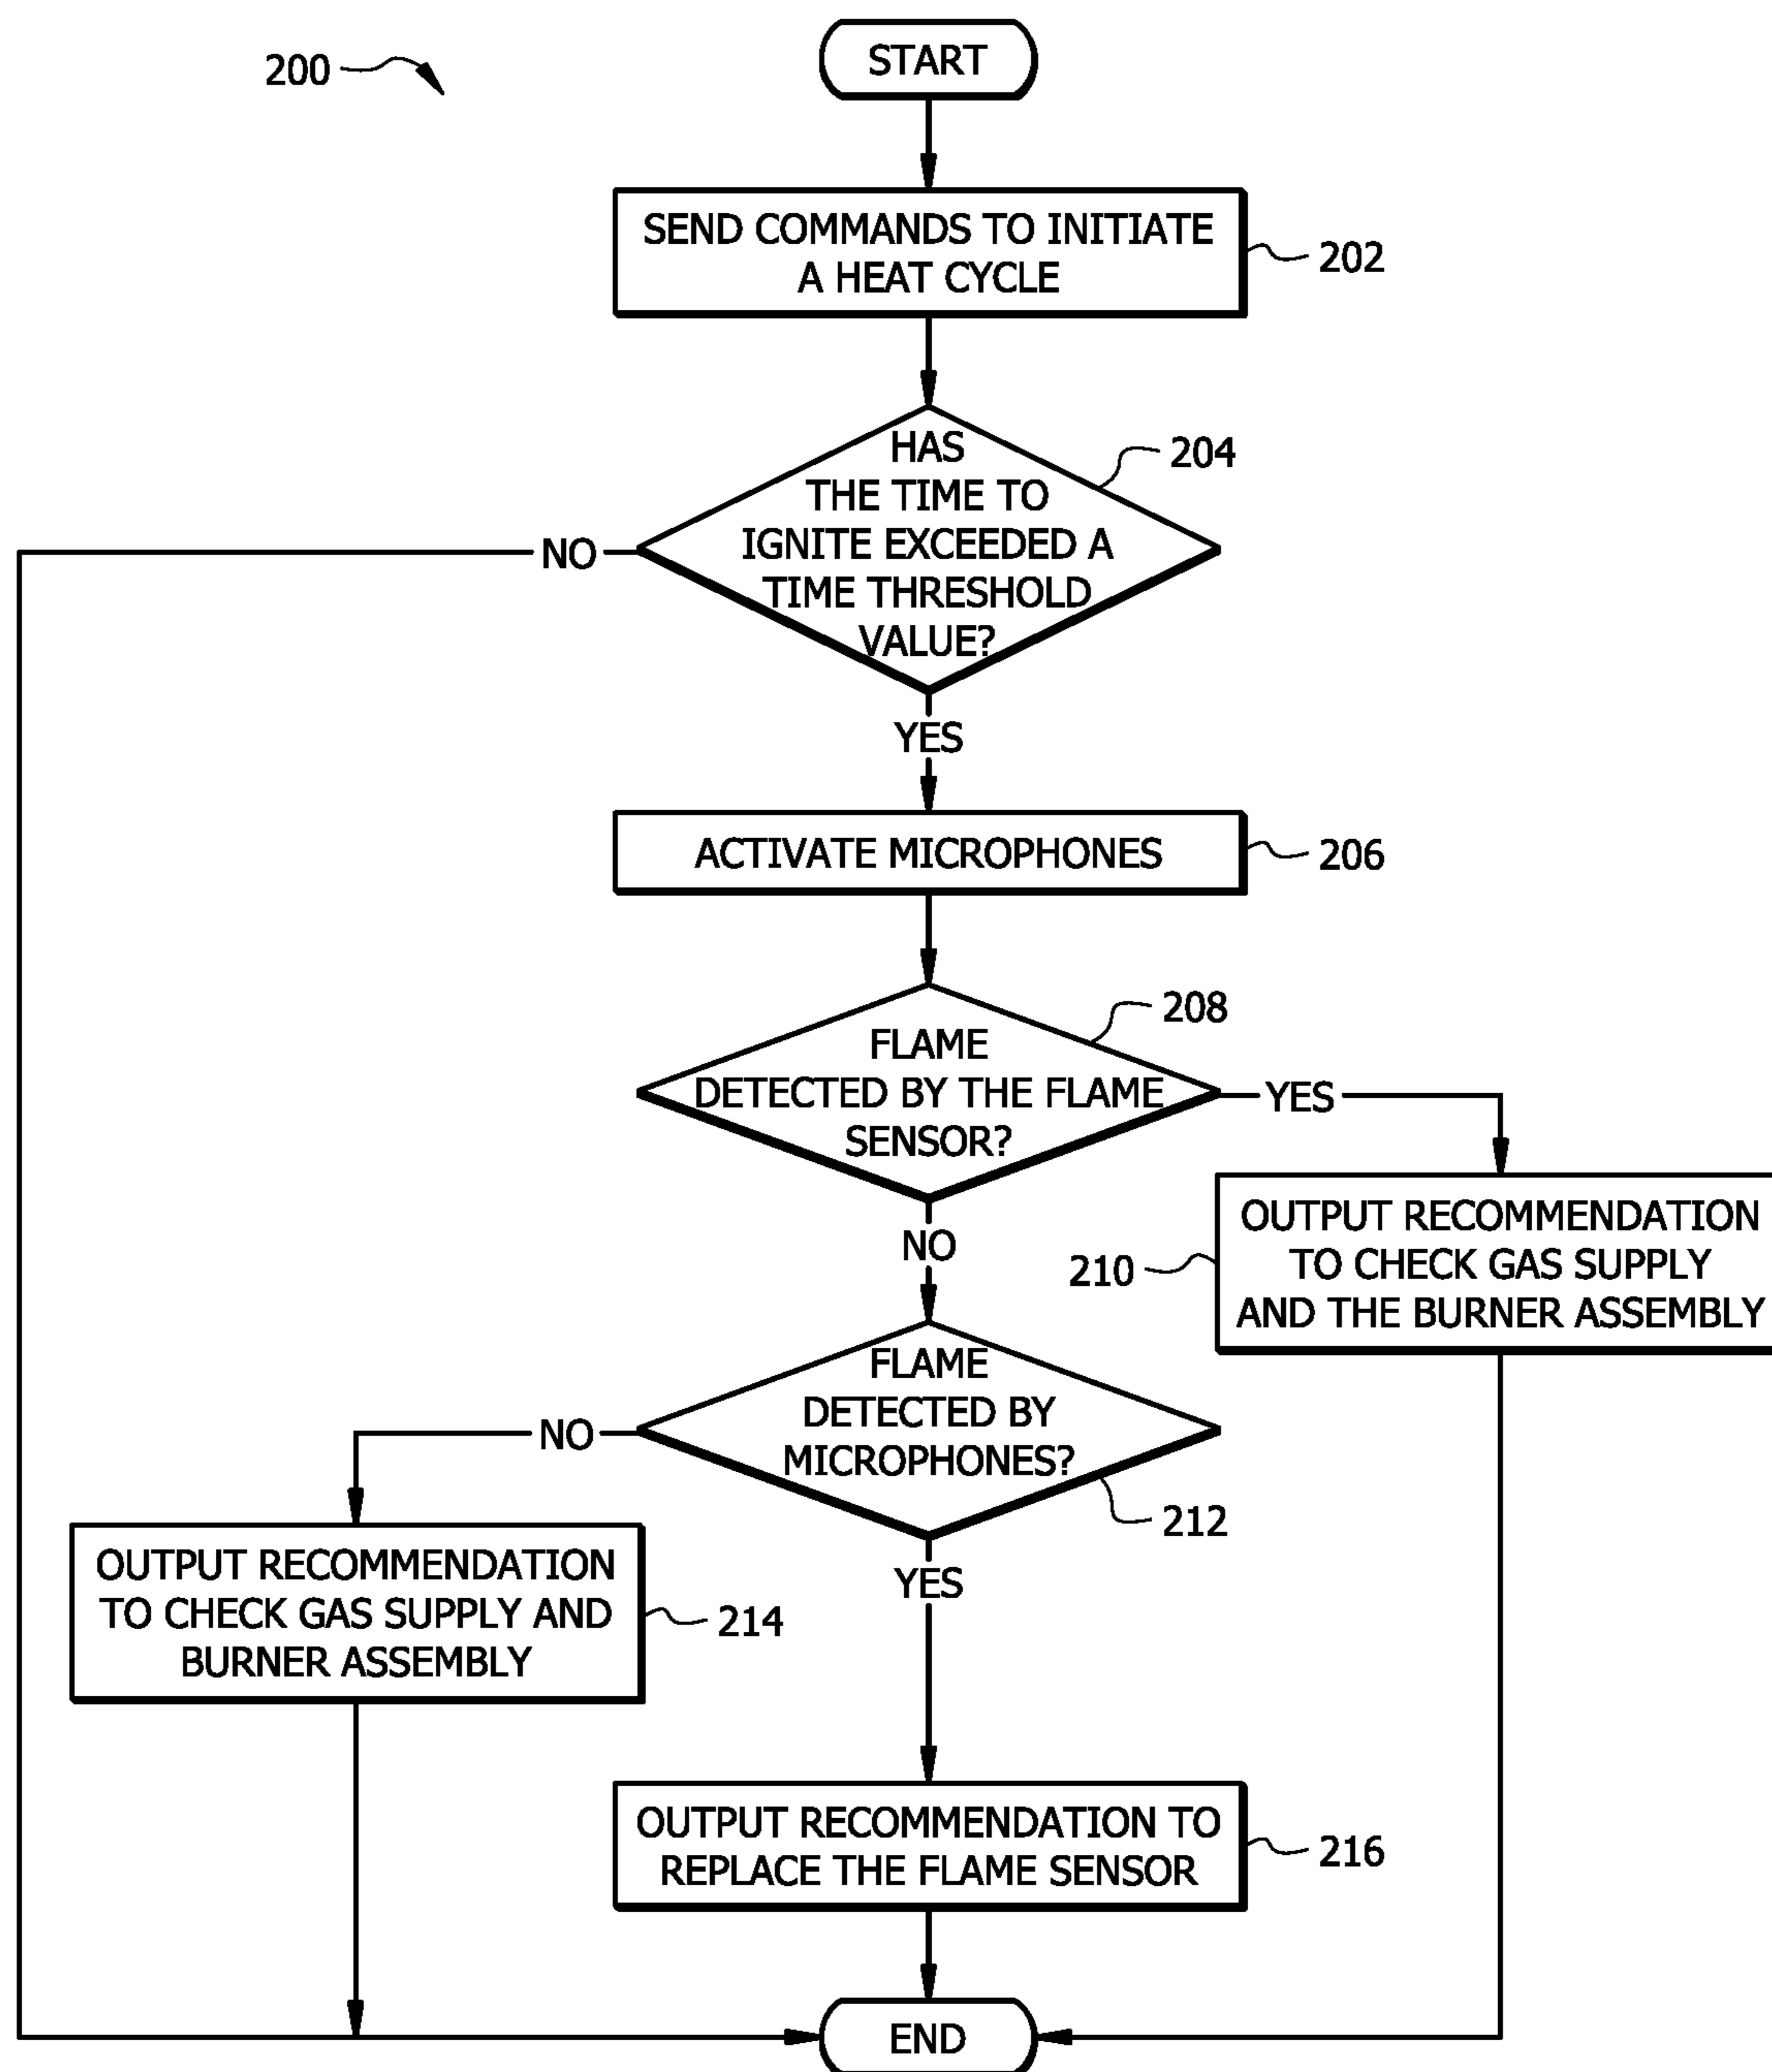 200
START
SEND COMMANDS TO INITIATE
A HEAT CYCLE
202
HAS
THE TIME TO
IGNITE EXCEEDED A
TIME THRESHOLD
VALUE?
204
NO
YES
ACTIVATE MICROPHONES
206
FLAME
DETECTED BY THE FLAME
SENSOR?
208
YES
OUTPUT RECOMMENDATION
TO CHECK GAS SUPPLY
AND THE BURNER ASSEMBLY
210
NO
FLAME
DETECTED BY
MICROPHONES?
212
NO
OUTPUT RECOMMENDATION
TO CHECK GAS SUPPLY AND
BURNER ASSEMBLY
214
YES
OUTPUT RECOMMENDATION TO
REPLACE THE FLAME SENSOR
216
END